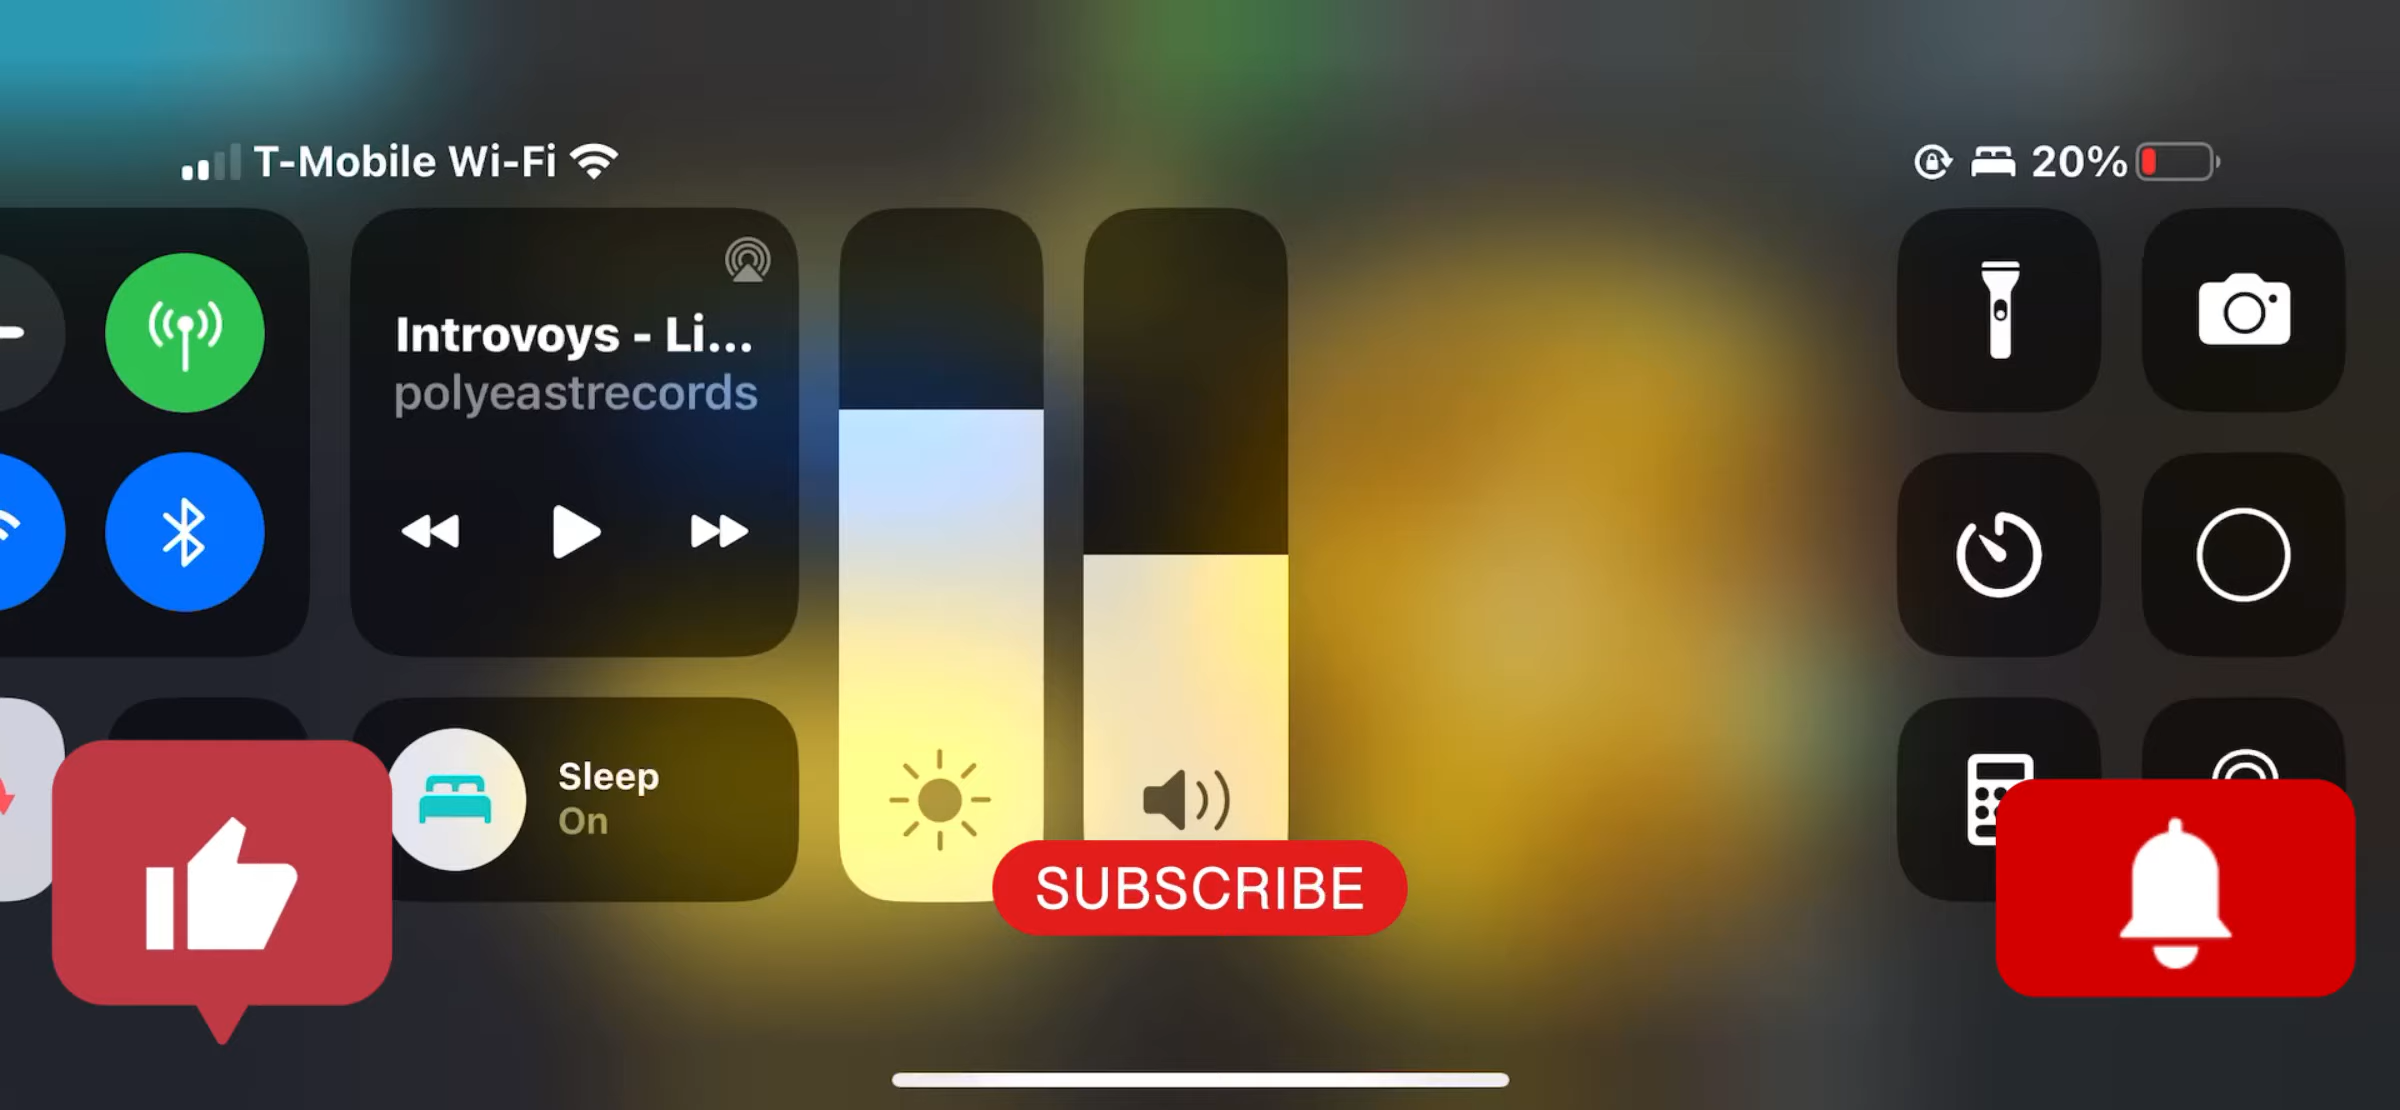 T-Mobile Wi-Fi
20%
Introvoys - Li...
polyeastrecords
Sleep
On
SUBSCRIBE